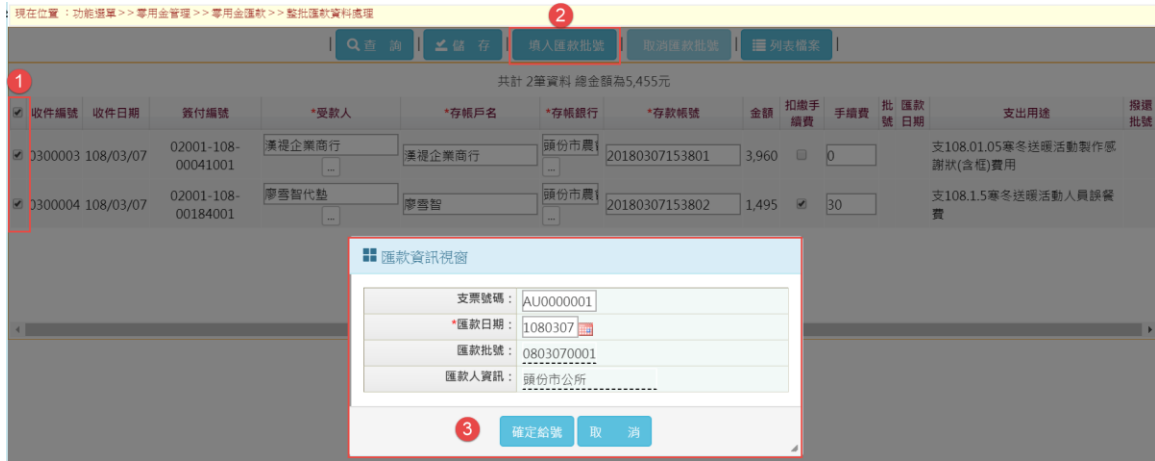 現在位置 ：功能選單>>零用金管理>>零用金匯款>>整批匯款資料處理
2
| 查 詢 | 儲 存 | 填入匯款批號 | 取消匯款批號 | 列表檔案 |
共計 2筆資料 總金額為5,455元
1
收件編號 收件日期 簽付編號 *受款人 *存帳戶名 *存帳銀行 *存款帳號 金額 扣繳手續費 手續費 批號 匯款日期 支出用途 撥還批號
0300003 108/03/07 02001-108-00041001 漢褆企業商行 ... 漢褆企業商行 頭份市農 ... 20180307153801 3,960 0 支108.01.05寒冬送暖活動製作感謝狀(含框)費用
0300004 108/03/07 02001-108-00184001 廖雪智代墊 ... 廖雪智 頭份市農 ... 20180307153802 1,495 30 支108.1.5寒冬送暖活動人員誤餐費
匯款資訊視窗
支票號碼： AU0000001
*匯款日期： 1080307
匯款批號： 0803070001
匯款人資訊： 頭份市公所
3 確定給號 取 消